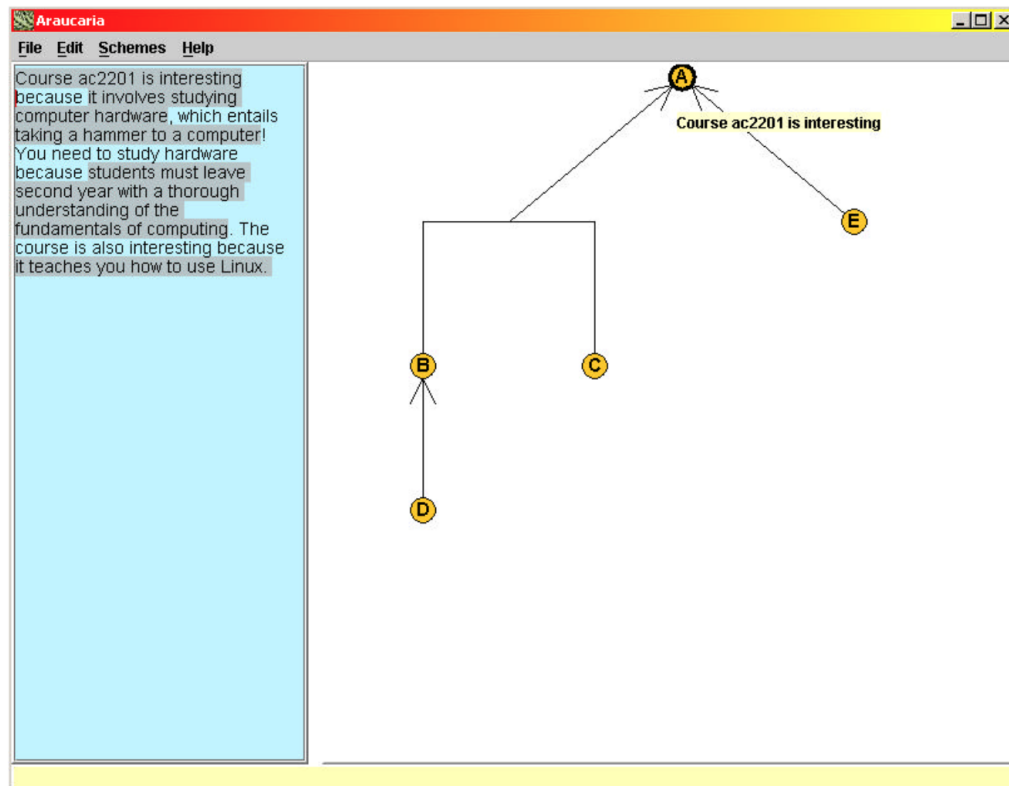 Araucaria
File Edit Schemes Help
Course ac2201 is interesting
because it involves studying
computer hardware, which entails
taking a hammer to a computer!
You need to study hardware
because students must leave
second year with a thorough
understanding of the
fundamentals of computing. The
course is also interesting because
it teaches you how to use Linux.
A
Course ac2201 is interesting
E
B
C
D